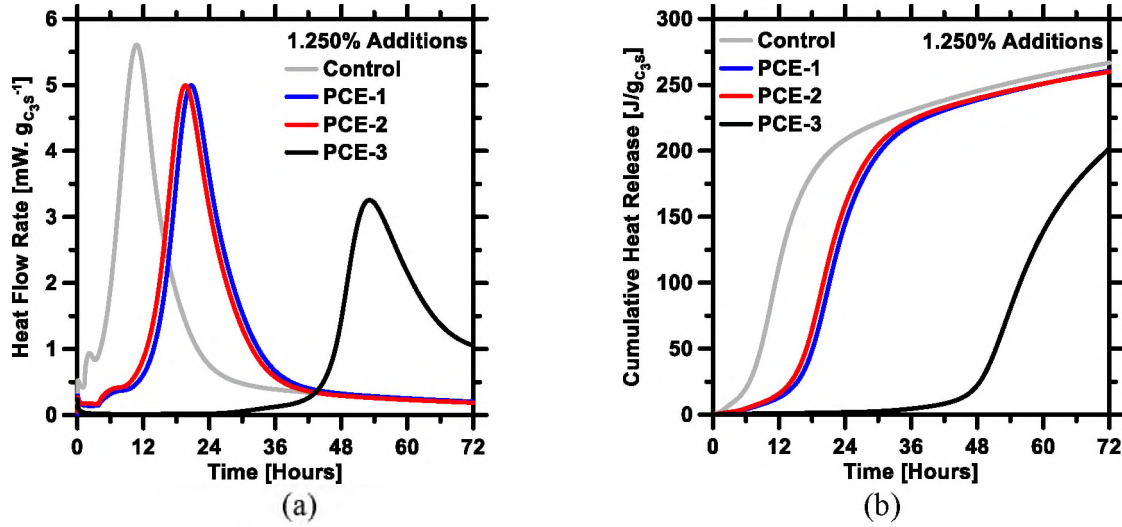 6
5
4
3
2
1
0
Heat Flow Rate [mW. g_C₃S⁻¹]
1.250% Additions
Control
PCE-1
PCE-2
PCE-3
0 12 24 36 48 60 72
Time [Hours]
(a)
300
250
200
150
100
50
0
Cumulative Heat Release [J/g_C₃S]
Control 1.250% Additions
PCE-1
PCE-2
PCE-3
0 12 24 36 48 60 72
Time [Hours]
(b)